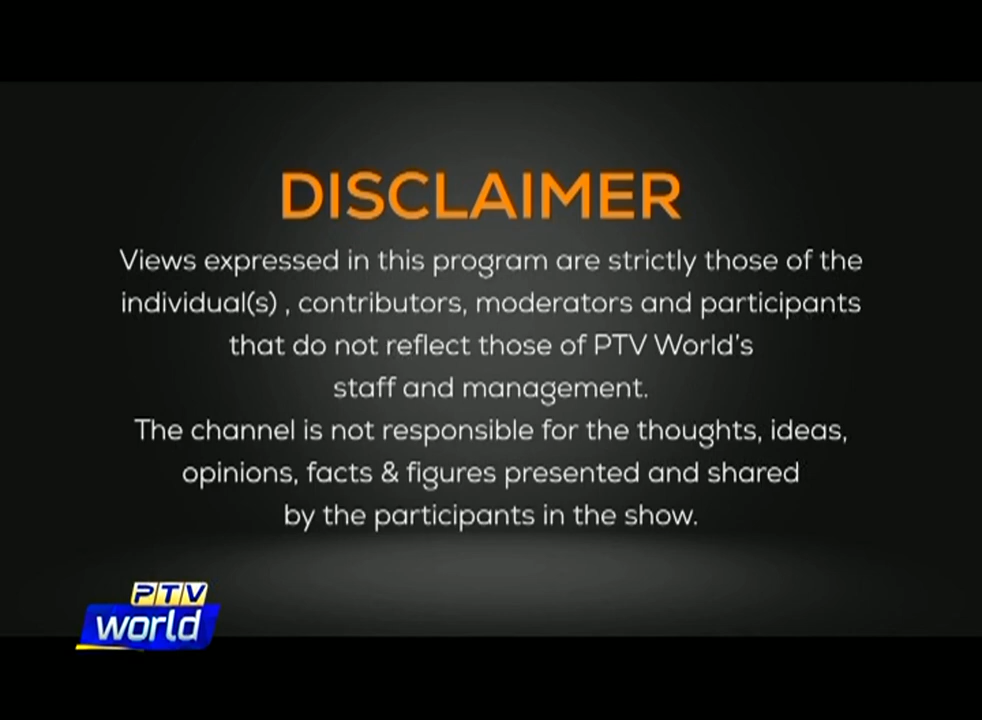 DISCLAIMER
Views expressed in this program are strictly those of the
individual(s) , contributors, moderators and participants
that do not reflect those of PTV World's
staff and management.
The channel is not responsible for the thoughts, ideas,
opinions, facts & figures presented and shared
by the participants in the show.
PTV
world